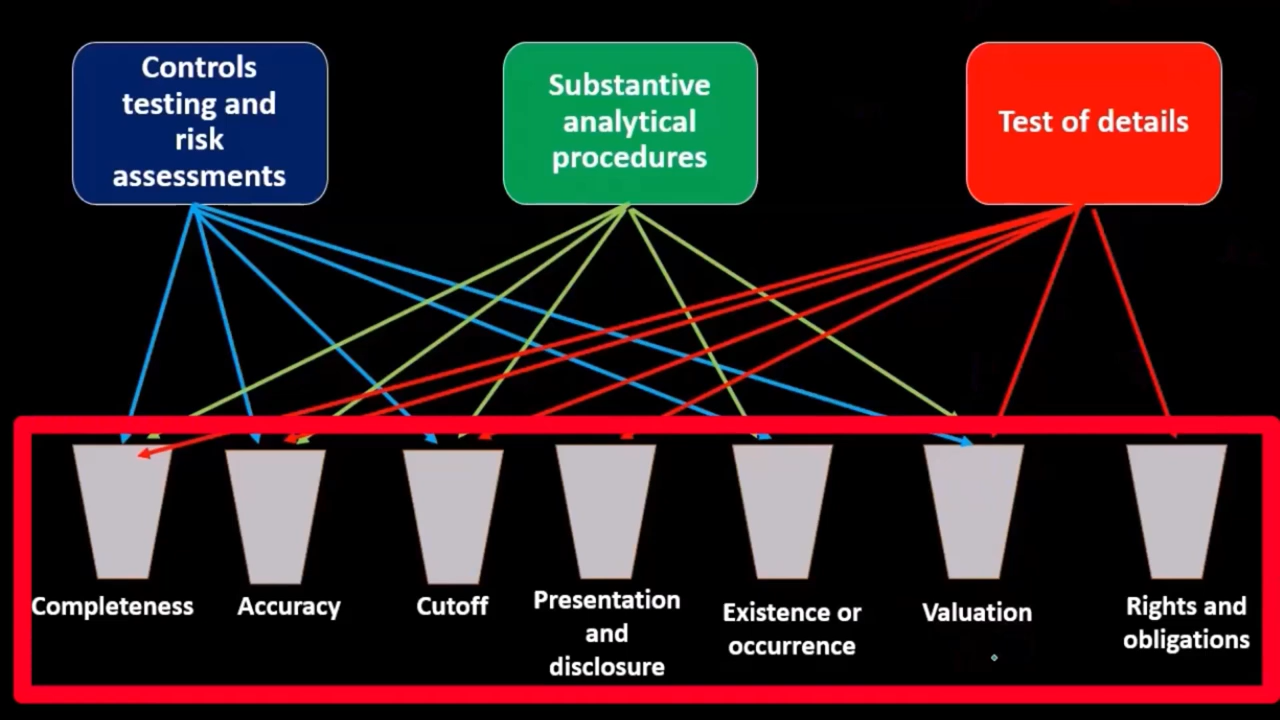 Controls
testing and
risk
assessments
Substantive
analytical
procedures
Test of details
Completeness
Accuracy
Cutoff
Presentation
and
disclosure
Existence or
occurrence
Valuation
Rights and
obligations